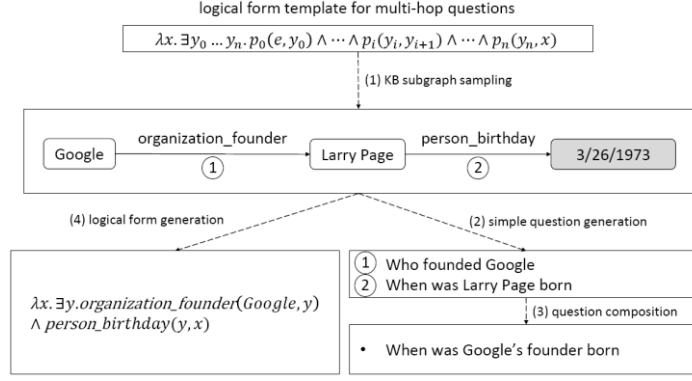 logical form template for multi-hop questions
λx.∃y₀ … yₙ. p₀(e, y₀) ∧ ⋯ ∧ pᵢ(yᵢ, yᵢ₊₁) ∧ ⋯ ∧ pₙ(yₙ, x)
(1) KB subgraph sampling
organization_founder person_birthday
Google Larry Page 3/26/1973
① ②
(4) logical form generation (2) simple question generation
① Who founded Google
② When was Larry Page born
λx.∃y.organization_founder(Google, y)
∧ person_birthday(y, x)
(3) question composition
• When was Google's founder born